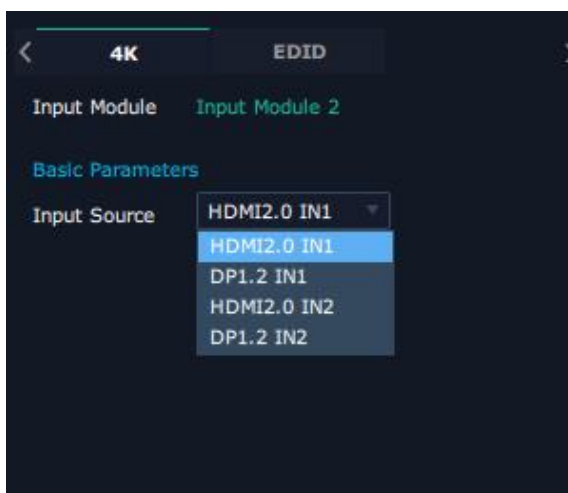 4K EDID
Input Module Input Module 2
Basic Parameters
Input Source HDMI2.0 IN1
HDMI2.0 IN1
DP1.2 IN1
HDMI2.0 IN2
DP1.2 IN2